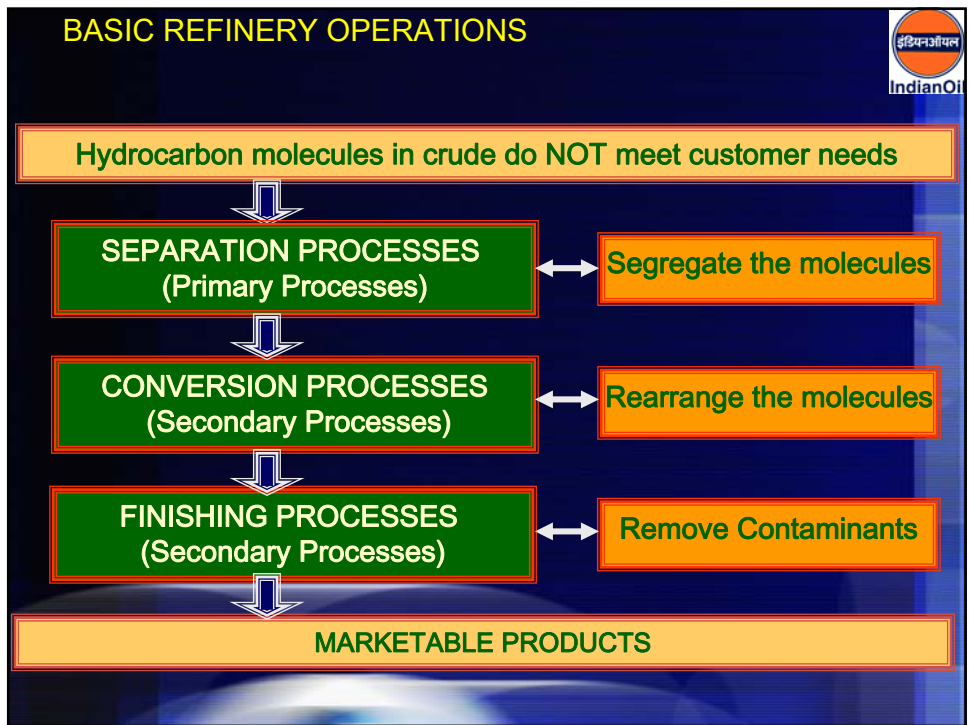 BASIC REFINERY OPERATIONS
इंडियनऑयल
IndianOil
Hydrocarbon molecules in crude do NOT meet customer needs
SEPARATION PROCESSES
(Primary Processes)
Segregate the molecules
CONVERSION PROCESSES
(Secondary Processes)
Rearrange the molecules
FINISHING PROCESSES
(Secondary Processes)
Remove Contaminants
MARKETABLE PRODUCTS